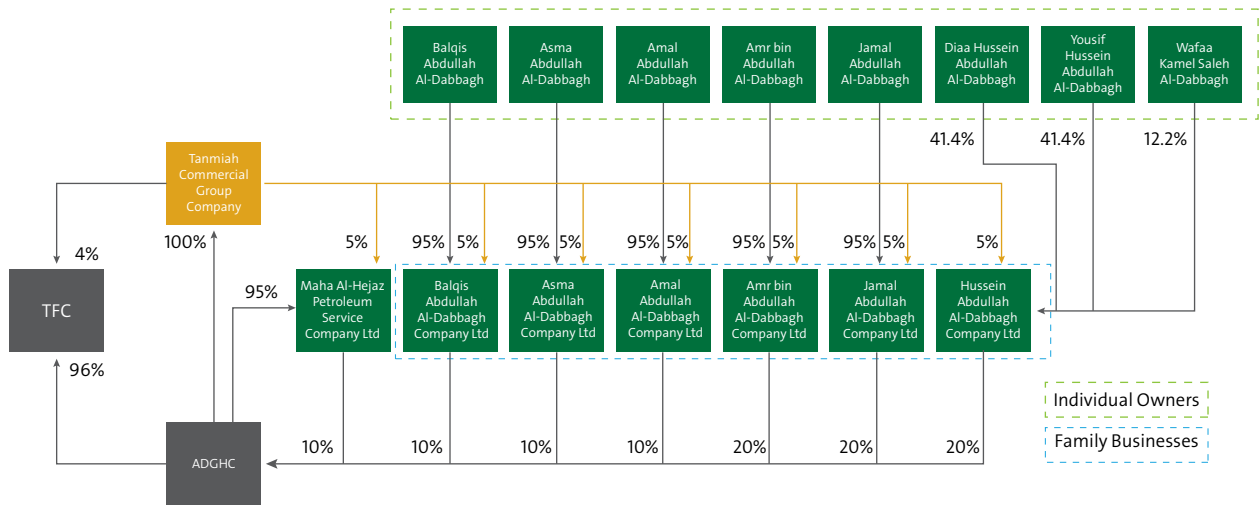 Balqis
Abdullah
Al-Dabbagh
Asma
Abdullah
Al-Dabbagh
Amal
Abdullah
Al-Dabbagh
Amr bin
Abdullah
Al-Dabbagh
Jamal
Abdullah
Al-Dabbagh
Diaa Hussein
Abdullah
Al-Dabbagh
Yousif
Hussein
Abdullah
Al-Dabbagh
Wafaa
Kamel Saleh
Al-Dabbagh
41.4%
41.4%
12.2%
Tanmiah
Commercial
Group
Company
4%
100%
5%
95%
5%
95%
5%
95%
5%
95%
5%
95%
5%
5%
TFC
95%
Maha Al-Hejaz
Petroleum
Service
Company Ltd
Balqis
Abdullah
Al-Dabbagh
Company Ltd
Asma
Abdullah
Al-Dabbagh
Company Ltd
Amal
Abdullah
Al-Dabbagh
Company Ltd
Amr bin
Abdullah
Al-Dabbagh
Company Ltd
Jamal
Abdullah
Al-Dabbagh
Company Ltd
Hussein
Abdullah
Al-Dabbagh
Company Ltd
96%
Individual Owners
Family Businesses
ADGHC
10%
10%
10%
10%
20%
20%
20%